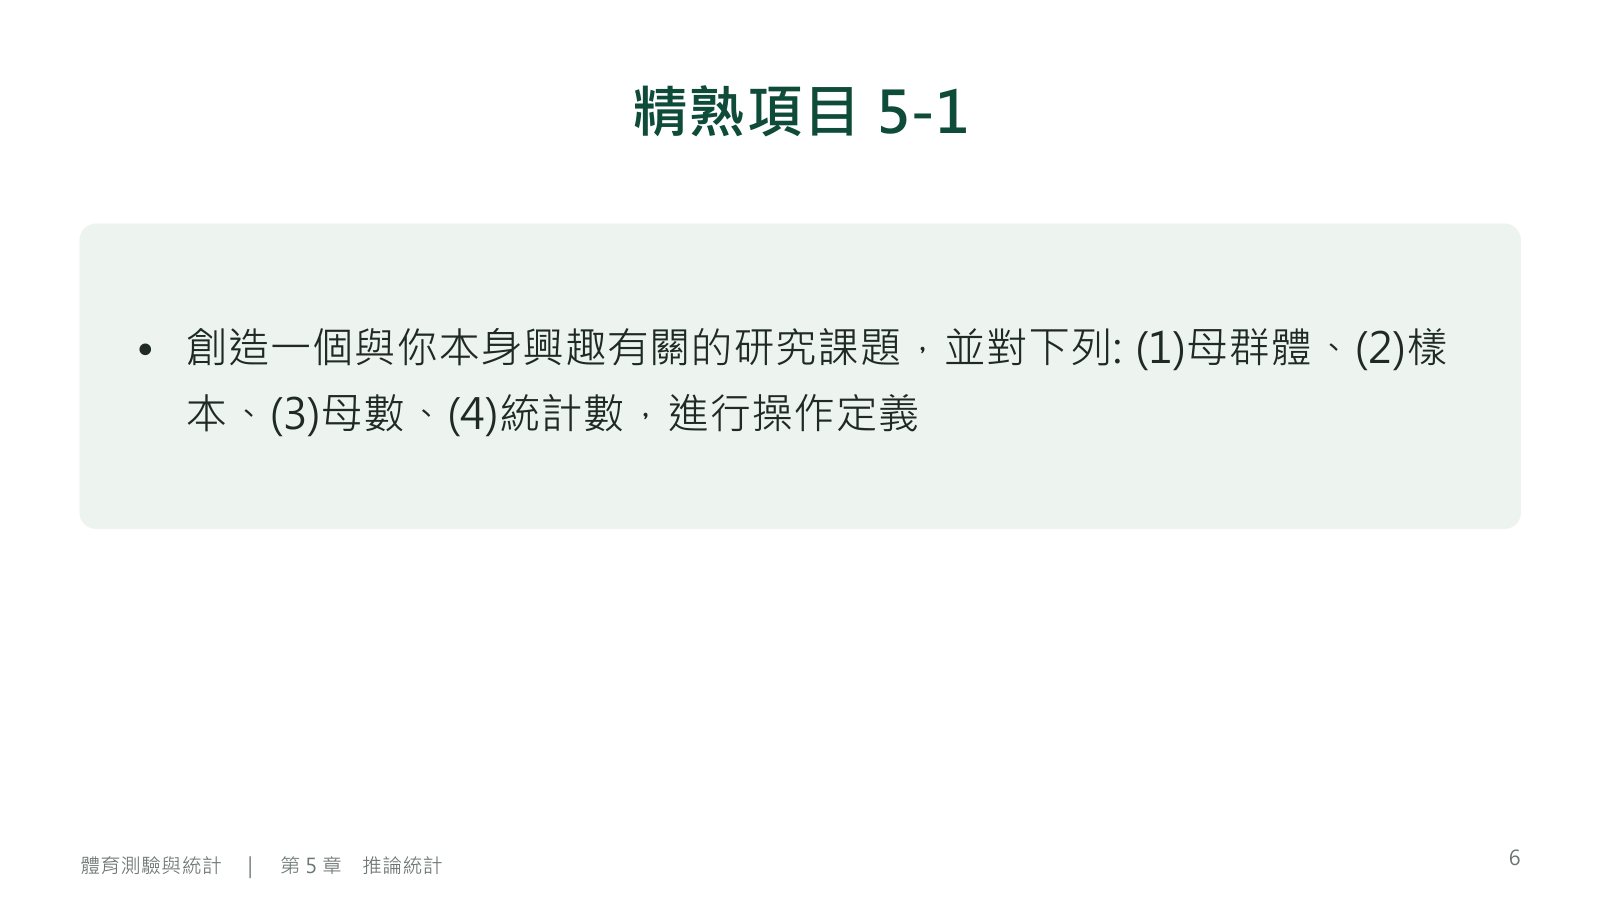 精熟項目 5-1
• 創造一個與你本身興趣有關的研究課題，並對下列: (1)母群體、(2)樣
本、(3)母數、(4)統計數，進行操作定義
體育測驗與統計　|　第 5 章　推論統計
6